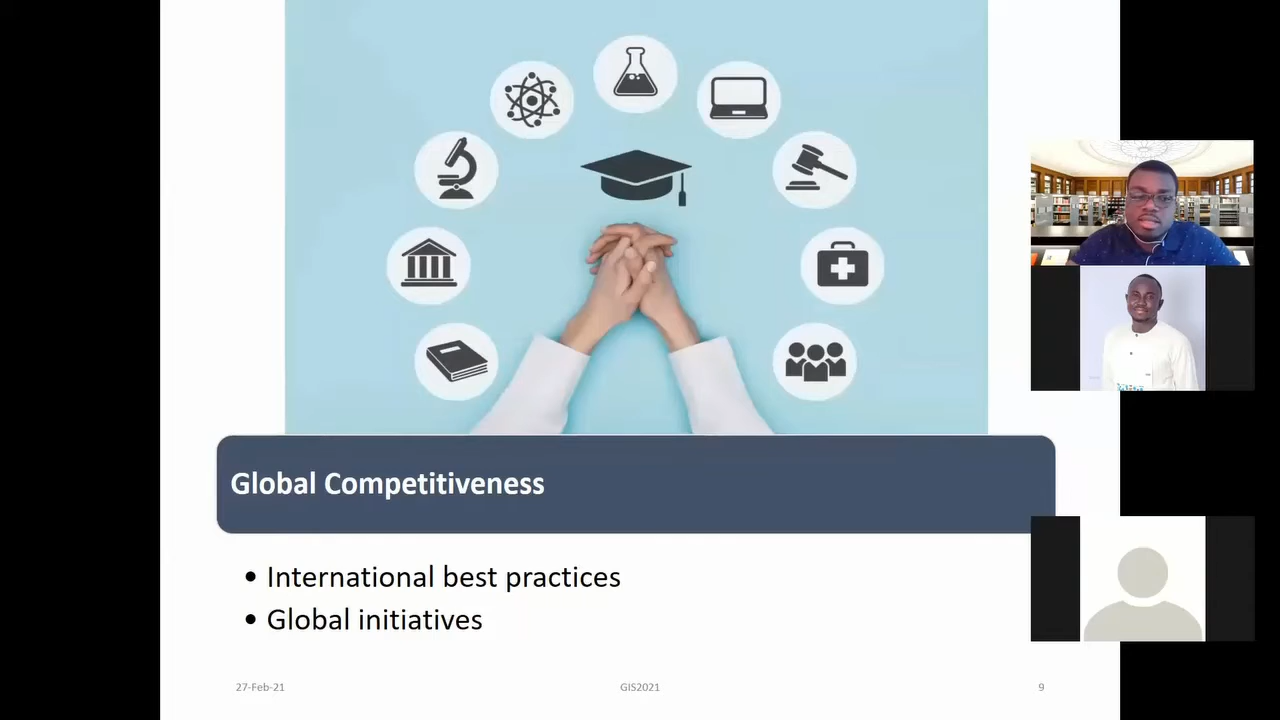 Global Competitiveness
• International best practices
• Global initiatives
27-Feb-21 GIS2021 9